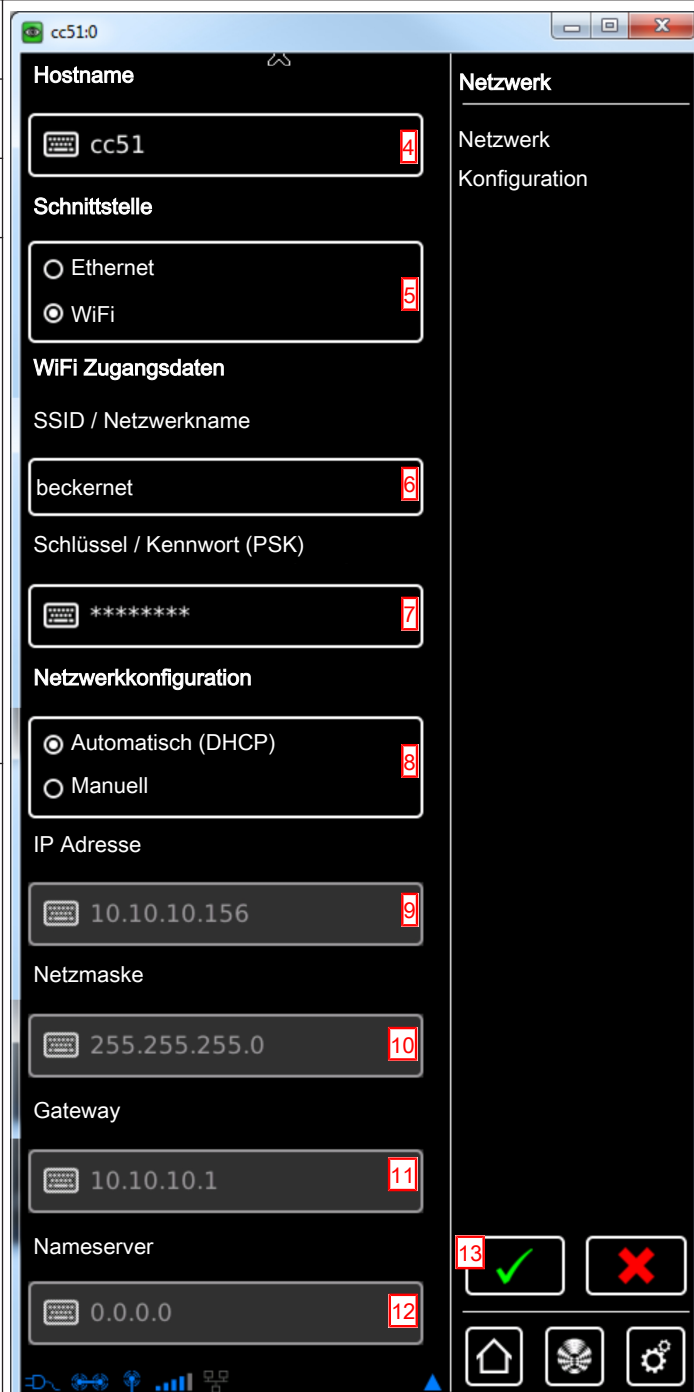 cc51:0
Hostname
cc51
4
Schnittstelle
Ethernet
WiFi
5
WiFi Zugangsdaten
SSID / Netzwerkname
beckernet
6
Schlüssel / Kennwort (PSK)
********
7
Netzwerkkonfiguration
Automatisch (DHCP)
Manuell
8
IP Adresse
10.10.10.156
9
Netzmaske
255.255.255.0
10
Gateway
10.10.10.1
11
Nameserver
0.0.0.0
12
Netzwerk
Netzwerk
Konfiguration
13